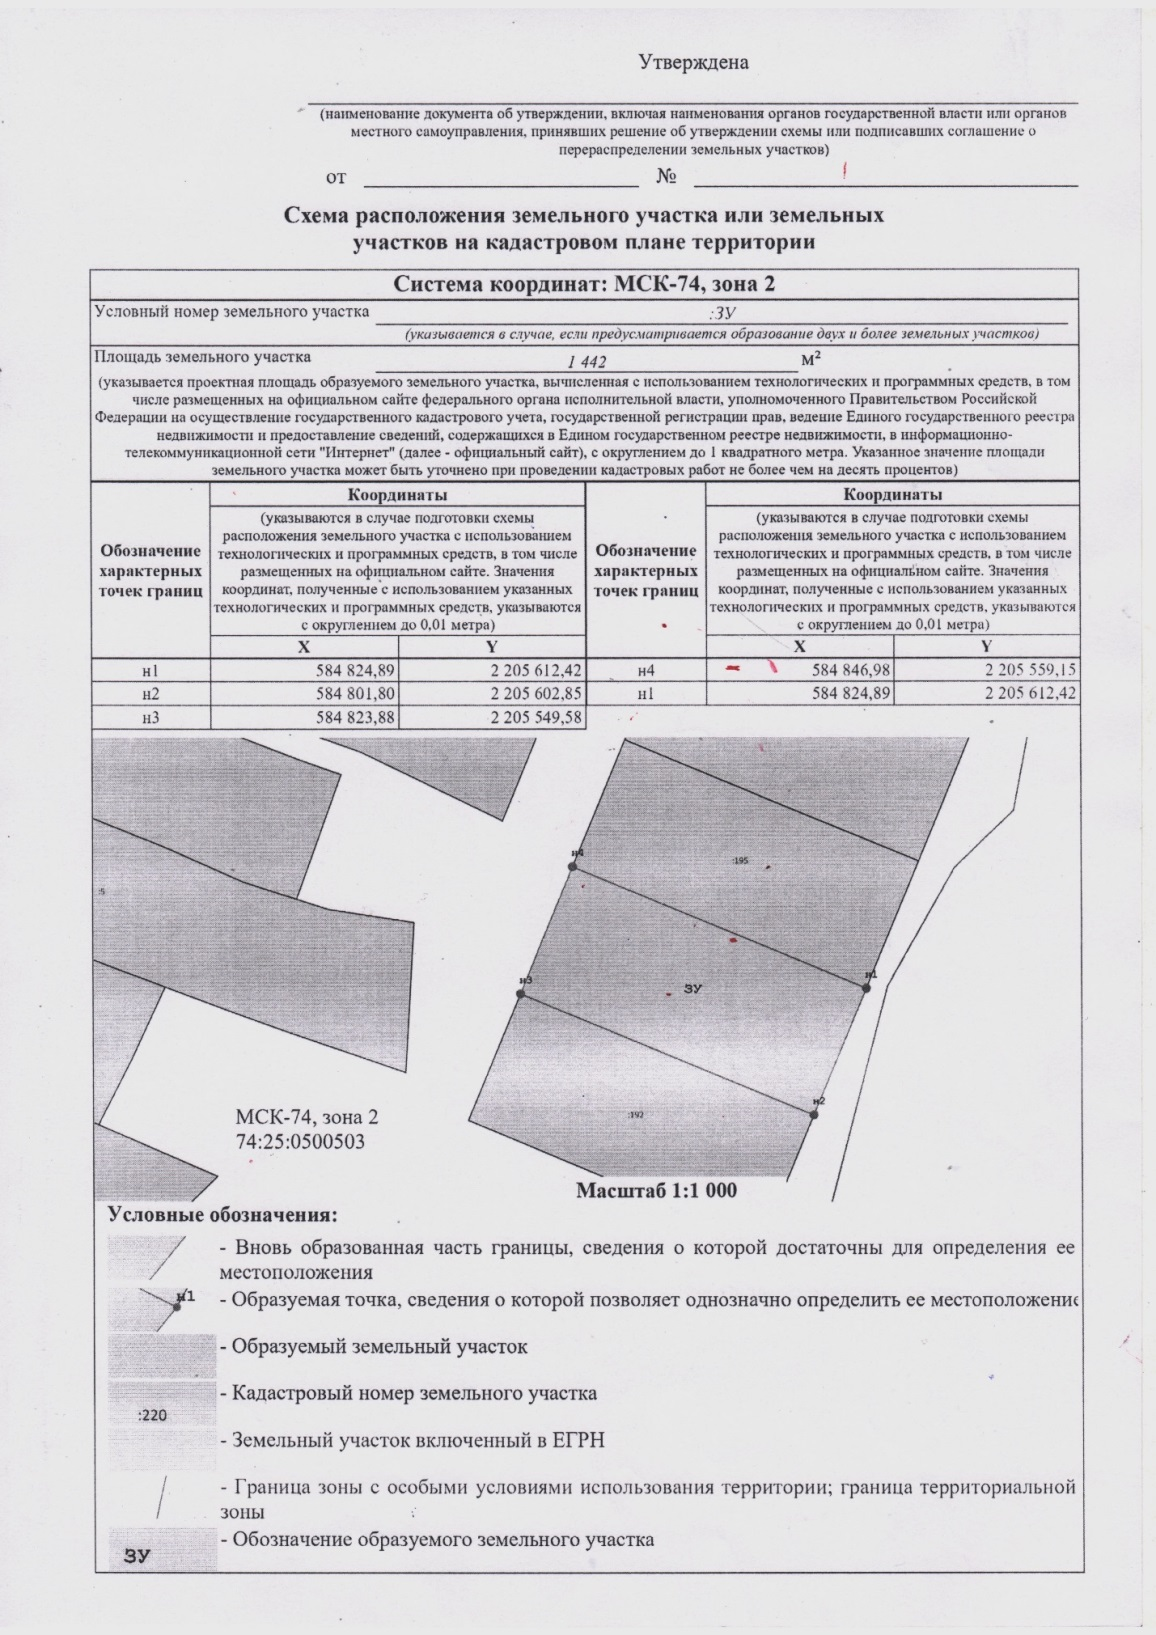 Утверждена
(наименование документа об утверждении, включая наименования органов государственной власти или органов
местного самоуправления, принявших решение об утверждении схемы или подписавших соглашение о
перераспределении земельных участков)
от №
Схема расположения земельного участка или земельных
участков на кадастровом плане территории
Система координат: МСК-74, зона 2
Условный номер земельного участка :ЗУ
(указывается в случае, если предусматривается образование двух и более земельных участков)
Площадь земельного участка 1 442 м²
(указывается проектная площадь образуемого земельного участка, вычисленная с использованием технологических и программных средств, в том
числе размещенных на официальном сайте федерального органа исполнительной власти, уполномоченного Правительством Российской
Федерации на осуществление государственного кадастрового учета, государственной регистрации прав, ведение Единого государственного реестра
недвижимости и предоставление сведений, содержащихся в Едином государственном реестре недвижимости, в информационно-
телекоммуникационной сети "Интернет" (далее - официальный сайт), с округлением до 1 квадратного метра. Указанное значение площади
земельного участка может быть уточнено при проведении кадастровых работ не более чем на десять процентов)
Обозначение
характерных
точек границ
Координаты
(указываются в случае подготовки схемы
расположения земельного участка с использованием
технологических и программных средств, в том числе
размещенных на официальном сайте. Значения
координат, полученные с использованием указанных
технологических и программных средств, указываются
с округлением до 0,01 метра)
X Y
Обозначение
характерных
точек границ
Координаты
(указываются в случае подготовки схемы
расположения земельного участка с использованием
технологических и программных средств, в том числе
размещенных на официальном сайте. Значения
координат, полученные с использованием указанных
технологических и программных средств, указываются
с округлением до 0,01 метра)
X Y
н1 584 824,89 2 205 612,42 н4 584 846,98 2 205 559,15
н2 584 801,80 2 205 602,85 н1 584 824,89 2 205 612,42
н3 584 823,88 2 205 549,58
н4
:195
:5
н1
н3
ЗУ
н2
:192
МСК-74, зона 2
74:25:0500503
Масштаб 1:1 000
Условные обозначения:
- Вновь образованная часть границы, сведения о которой достаточны для определения ее
местоположения
н1 - Образуемая точка, сведения о которой позволяет однозначно определить ее местоположение
- Образуемый земельный участок
- Кадастровый номер земельного участка
:220
- Земельный участок включенный в ЕГРН
- Граница зоны с особыми условиями использования территории; граница территориальной
зоны
- Обозначение образуемого земельного участка
ЗУ